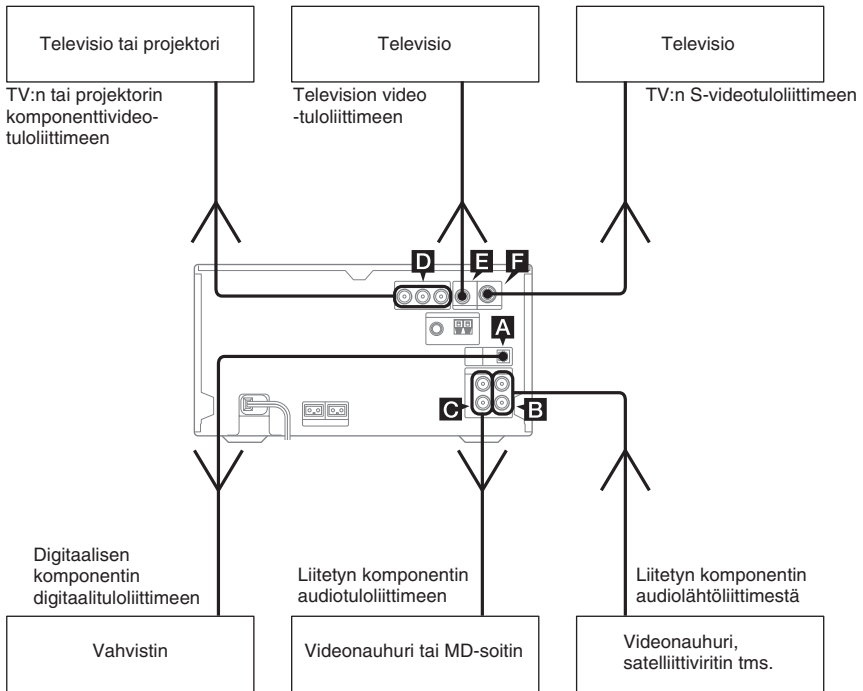 Televisio tai projektori
Televisio
Televisio
TV:n tai projektorin
komponenttivideo-
tuloliittimeen
Television video
-tuloliittimeen
TV:n S-videotuloliittimeen
D
E
F
A
C
B
Digitaalisen
komponentin
digitaalituloliittimeen
Liitetyn komponentin
audiotuloliittimeen
Liitetyn komponentin
audiolähtöliittimestä
Vahvistin
Videonauhuri tai MD-soitin
Videonauhuri,
satelliittiviritin tms.